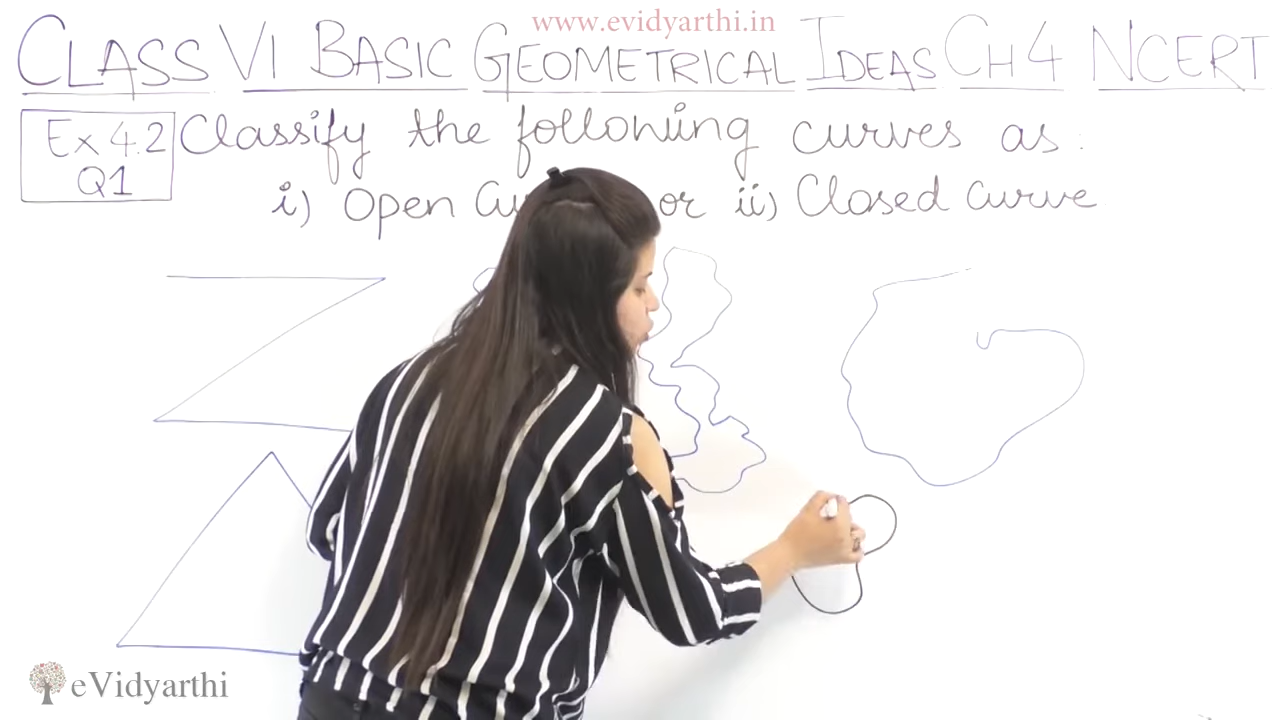 www.evidyarthi.in
CLASS VI BASIC GEOMETRICAL IDEAS CH 4 NCERT
Ex 4.2 Classify the following curves as :
Q1
i) Open Cu or ii) Closed Curve
eVidyarthi